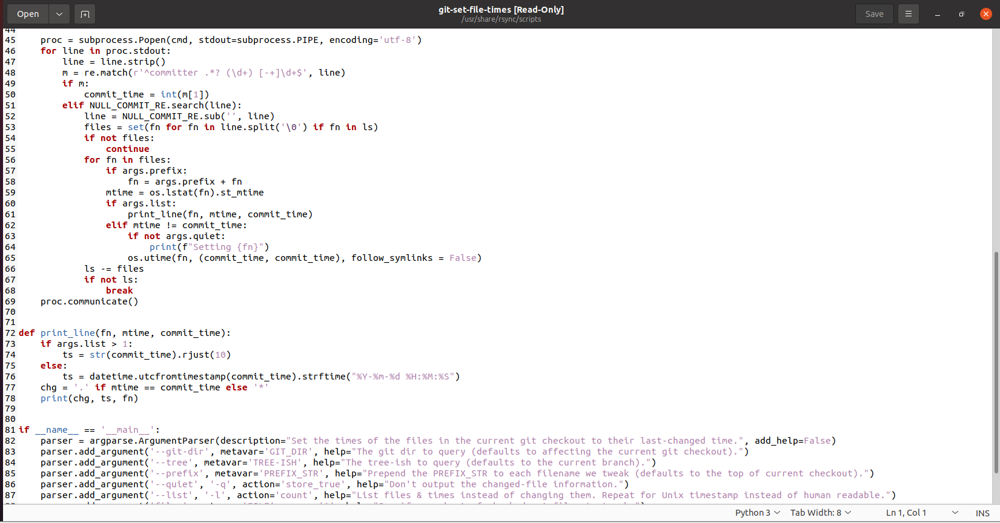 Open
git-set-file-times [Read-Only]
/usr/share/rsync/scripts
Save
44
45     proc = subprocess.Popen(cmd, stdout=subprocess.PIPE, encoding='utf-8')
46     for line in proc.stdout:
47         line = line.strip()
48         m = re.match(r'^committer .*? (\d+) [-+]\d+$', line)
49         if m:
50             commit_time = int(m[1])
51         elif NULL_COMMIT_RE.search(line):
52             line = NULL_COMMIT_RE.sub('', line)
53             files = set(fn for fn in line.split('\0') if fn in ls)
54             if not files:
55                 continue
56             for fn in files:
57                 if args.prefix:
58                     fn = args.prefix + fn
59                 mtime = os.lstat(fn).st_mtime
60                 if args.list:
61                     print_line(fn, mtime, commit_time)
62                 elif mtime != commit_time:
63                     if not args.quiet:
64                         print(f"Setting {fn}")
65                     os.utime(fn, (commit_time, commit_time), follow_symlinks = False)
66             ls -= files
67             if not ls:
68                 break
69     proc.communicate()
70
71
72 def print_line(fn, mtime, commit_time):
73     if args.list > 1:
74         ts = str(commit_time).rjust(10)
75     else:
76         ts = datetime.utcfromtimestamp(commit_time).strftime("%Y-%m-%d %H:%M:%S")
77     chg = '.' if mtime == commit_time else '*'
78     print(chg, ts, fn)
79
80
81 if __name__ == '__main__':
82     parser = argparse.ArgumentParser(description="Set the times of the files in the current git checkout to their last-changed time.", add_help=False)
83     parser.add_argument('--git-dir', metavar='GIT_DIR', help="The git dir to query (defaults to affecting the current git checkout).")
84     parser.add_argument('--tree', metavar='TREE-ISH', help="The tree-ish to query (defaults to the current branch).")
85     parser.add_argument('--prefix', metavar='PREFIX_STR', help="Prepend the PREFIX_STR to each filename we tweak (defaults to the top of current checkout).")
86     parser.add_argument('--quiet', '-q', action='store_true', help="Don't output the changed-file information.")
87     parser.add_argument('--list', '-l', action='count', help="List files & times instead of changing them. Repeat for Unix timestamp instead of human readable.")
Python 3
Tab Width: 8
Ln 1, Col 1
INS